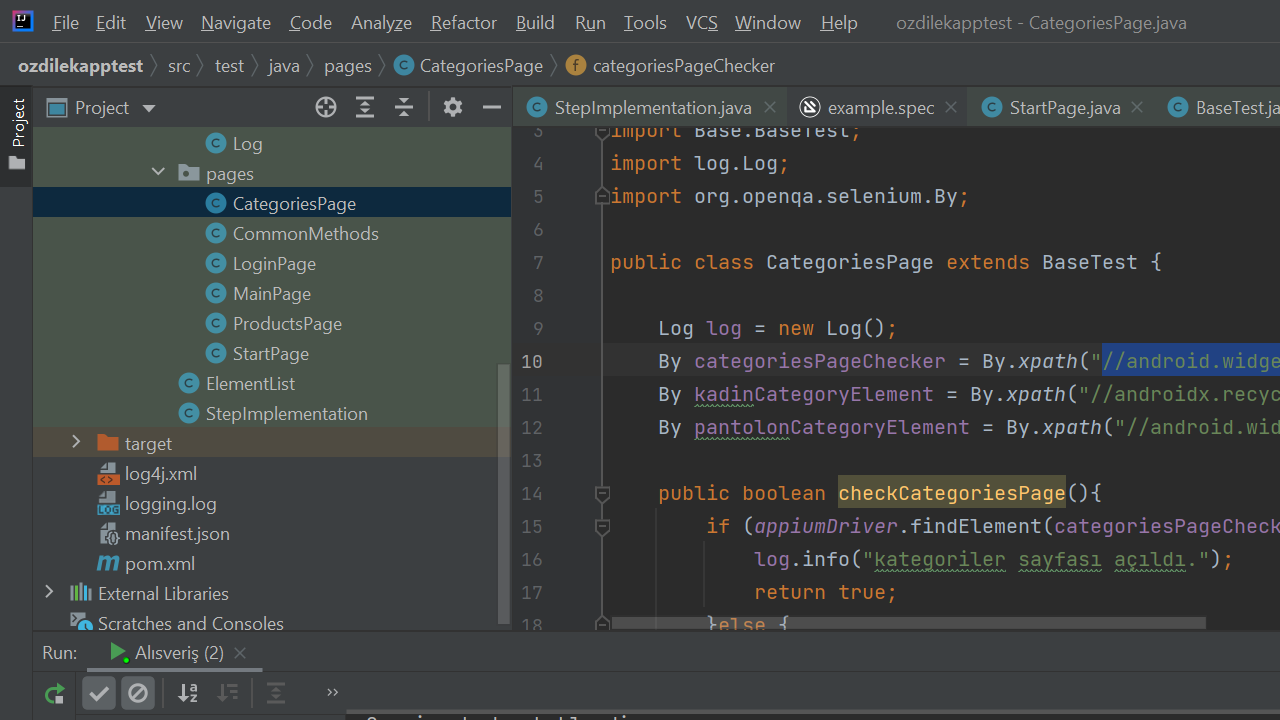 File Edit View Navigate Code Analyze Refactor Build Run Tools VCS Window Help ozdilekapptest - CategoriesPage.java
ozdilekapptest src test java pages CategoriesPage categoriesPageChecker
Project
Project
Log
pages
CategoriesPage
CommonMethods
LoginPage
MainPage
ProductsPage
StartPage
ElementList
StepImplementation
target
log4j.xml
logging.log
manifest.json
pom.xml
External Libraries
Scratches and Consoles
StepImplementation.java example.spec StartPage.java BaseTest.ja
3 import Base.BaseTest;
4 import log.Log;
5 import org.openqa.selenium.By;
6
7 public class CategoriesPage extends BaseTest {
8
9 Log log = new Log();
10 By categoriesPageChecker = By.xpath("//android.widge
11 By kadinCategoryElement = By.xpath("//androidx.recyc
12 By pantolonCategoryElement = By.xpath("//android.wid
13
14 public boolean checkCategoriesPage(){
15 if (appiumDriver.findElement(categoriesPageCheck
16 log.info("kategoriler sayfası açıldı.");
17 return true;
18 }else {
Run: Alısveriş (2)